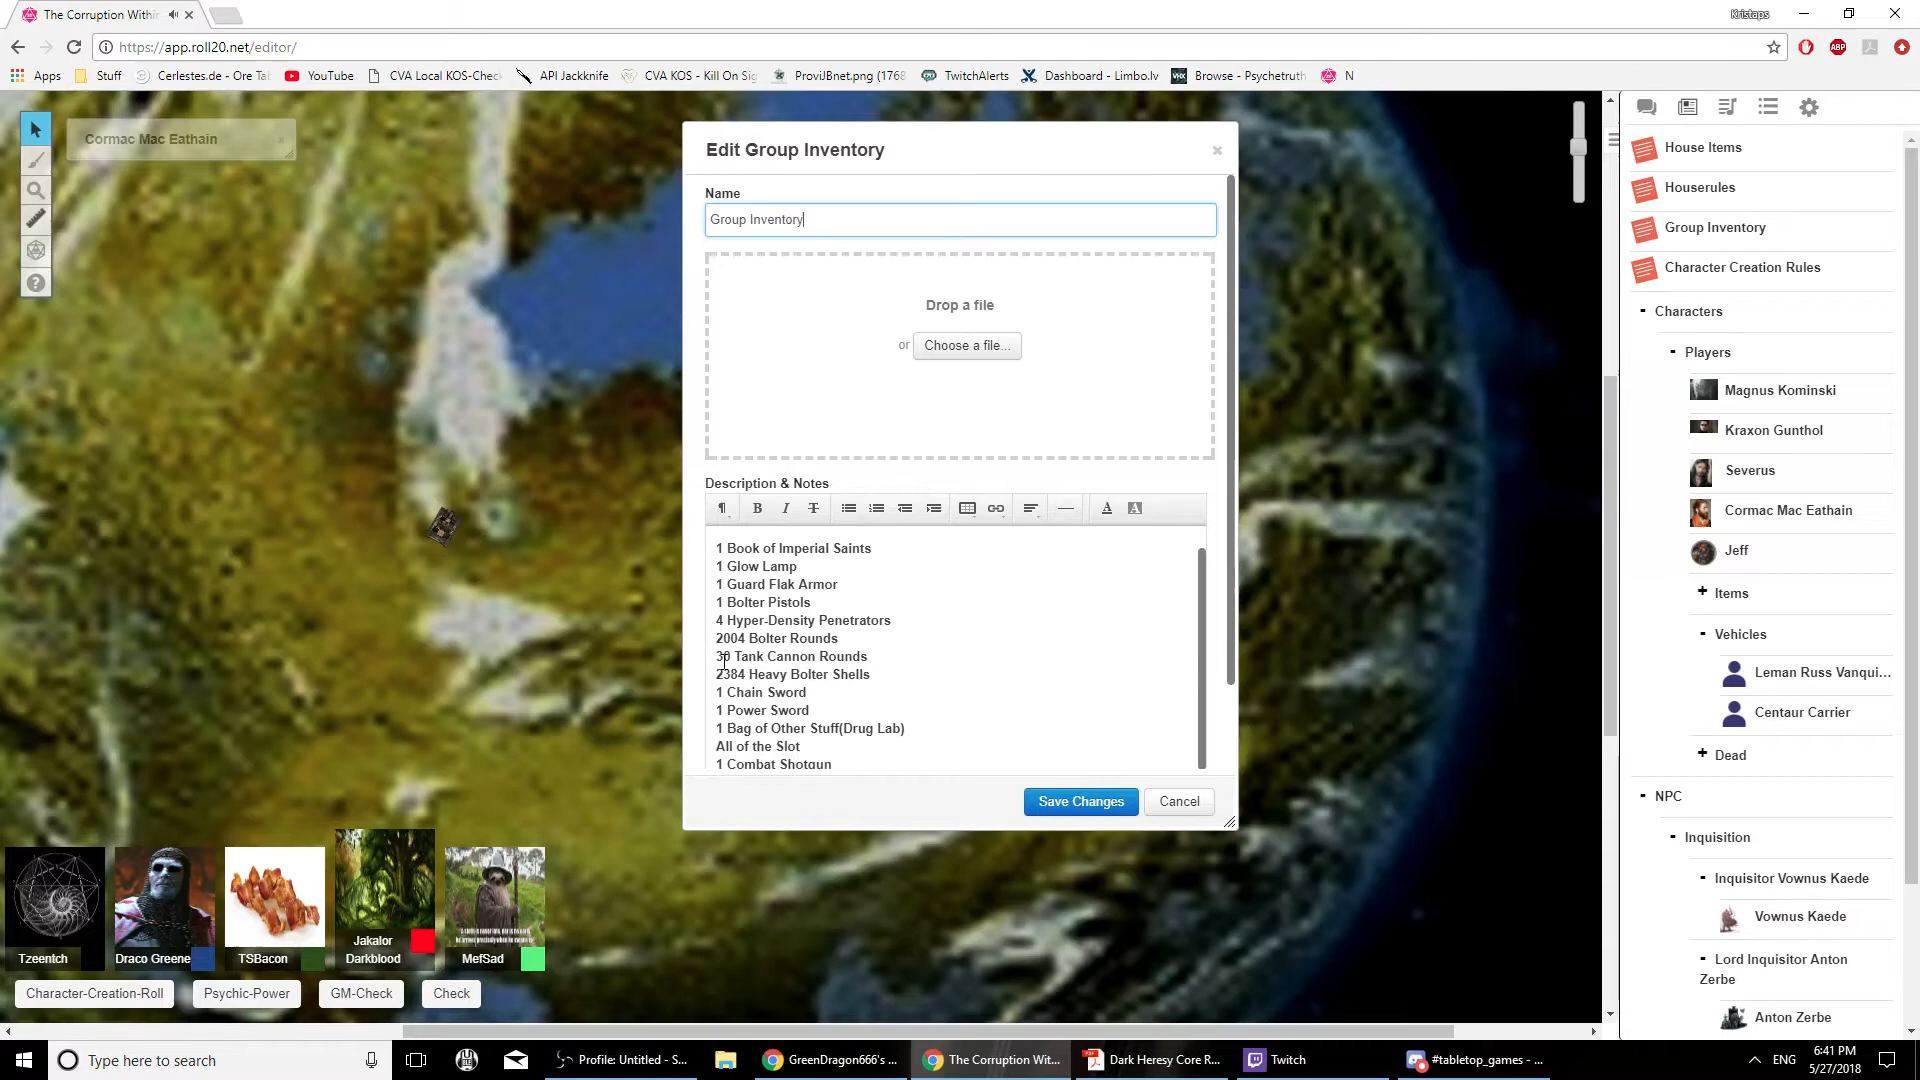 The Corruption Within
Kristaps
https://app.roll20.net/editor/
Apps
Stuff
Cerlestes.de - Ore Tab
YouTube
CVA Local KOS-Check
API Jackknife
CVA KOS - Kill On Sig
ProviJBnet.png (1768
TwitchAlerts
Dashboard - Limbo.lv
Browse - Psychetruth
N
Cormac Mac Eathain
Edit Group Inventory
Name
Group Inventory
Drop a file
or Choose a file...
Description & Notes
1 Book of Imperial Saints
1 Glow Lamp
1 Guard Flak Armor
1 Bolter Pistols
4 Hyper-Density Penetrators
2004 Bolter Rounds
30 Tank Cannon Rounds
2384 Heavy Bolter Shells
1 Chain Sword
1 Power Sword
1 Bag of Other Stuff(Drug Lab)
All of the Slot
1 Combat Shotgun
Save Changes
Cancel
House Items
Houserules
Group Inventory
Character Creation Rules
Characters
Players
Magnus Kominski
Kraxon Gunthol
Severus
Cormac Mac Eathain
Jeff
Items
Vehicles
Leman Russ Vanqui...
Centaur Carrier
Dead
NPC
Inquisition
Inquisitor Vownus Kaede
Vownus Kaede
Lord Inquisitor Anton
Zerbe
Anton Zerbe
Tzeentch
Draco Greene
TSBacon
Jakalor
Darkblood
MefSad
Character-Creation-Roll
Psychic-Power
GM-Check
Check
Type here to search
Profile: Untitled - S...
GreenDragon666's ...
The Corruption Wit...
Dark Heresy Core R...
Twitch
#tabletop_games - ...
ENG
6:41 PM
5/27/2018